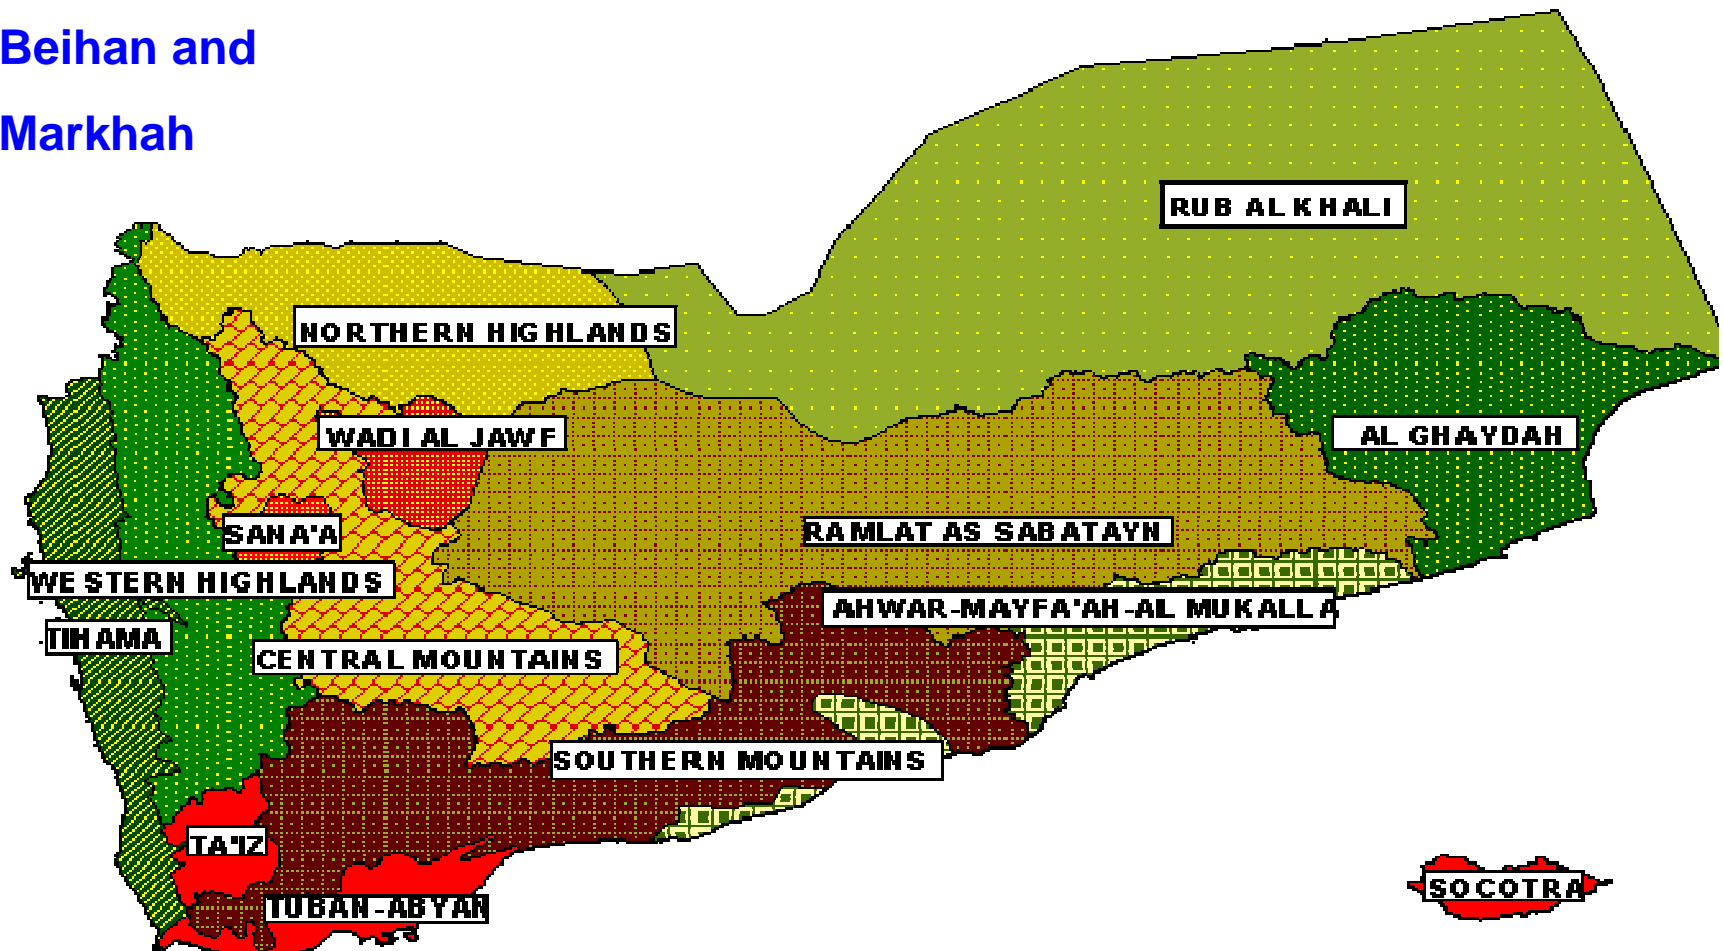 Beihan and
Markhah
RUB AL KHALI
NORTHERN HIGHLANDS
WADI AL JAWF
AL GHAYDAH
SANA'A
RAMLAT AS SABATAYN
WESTERN HIGHLANDS
AHWAR-MAYFA'AH-AL MUKALLA
TIHAMA
CENTRAL MOUNTAINS
SOUTHERN MOUNTAINS
TA'IZ
SOCOTRA
TUBAN-ABYAN